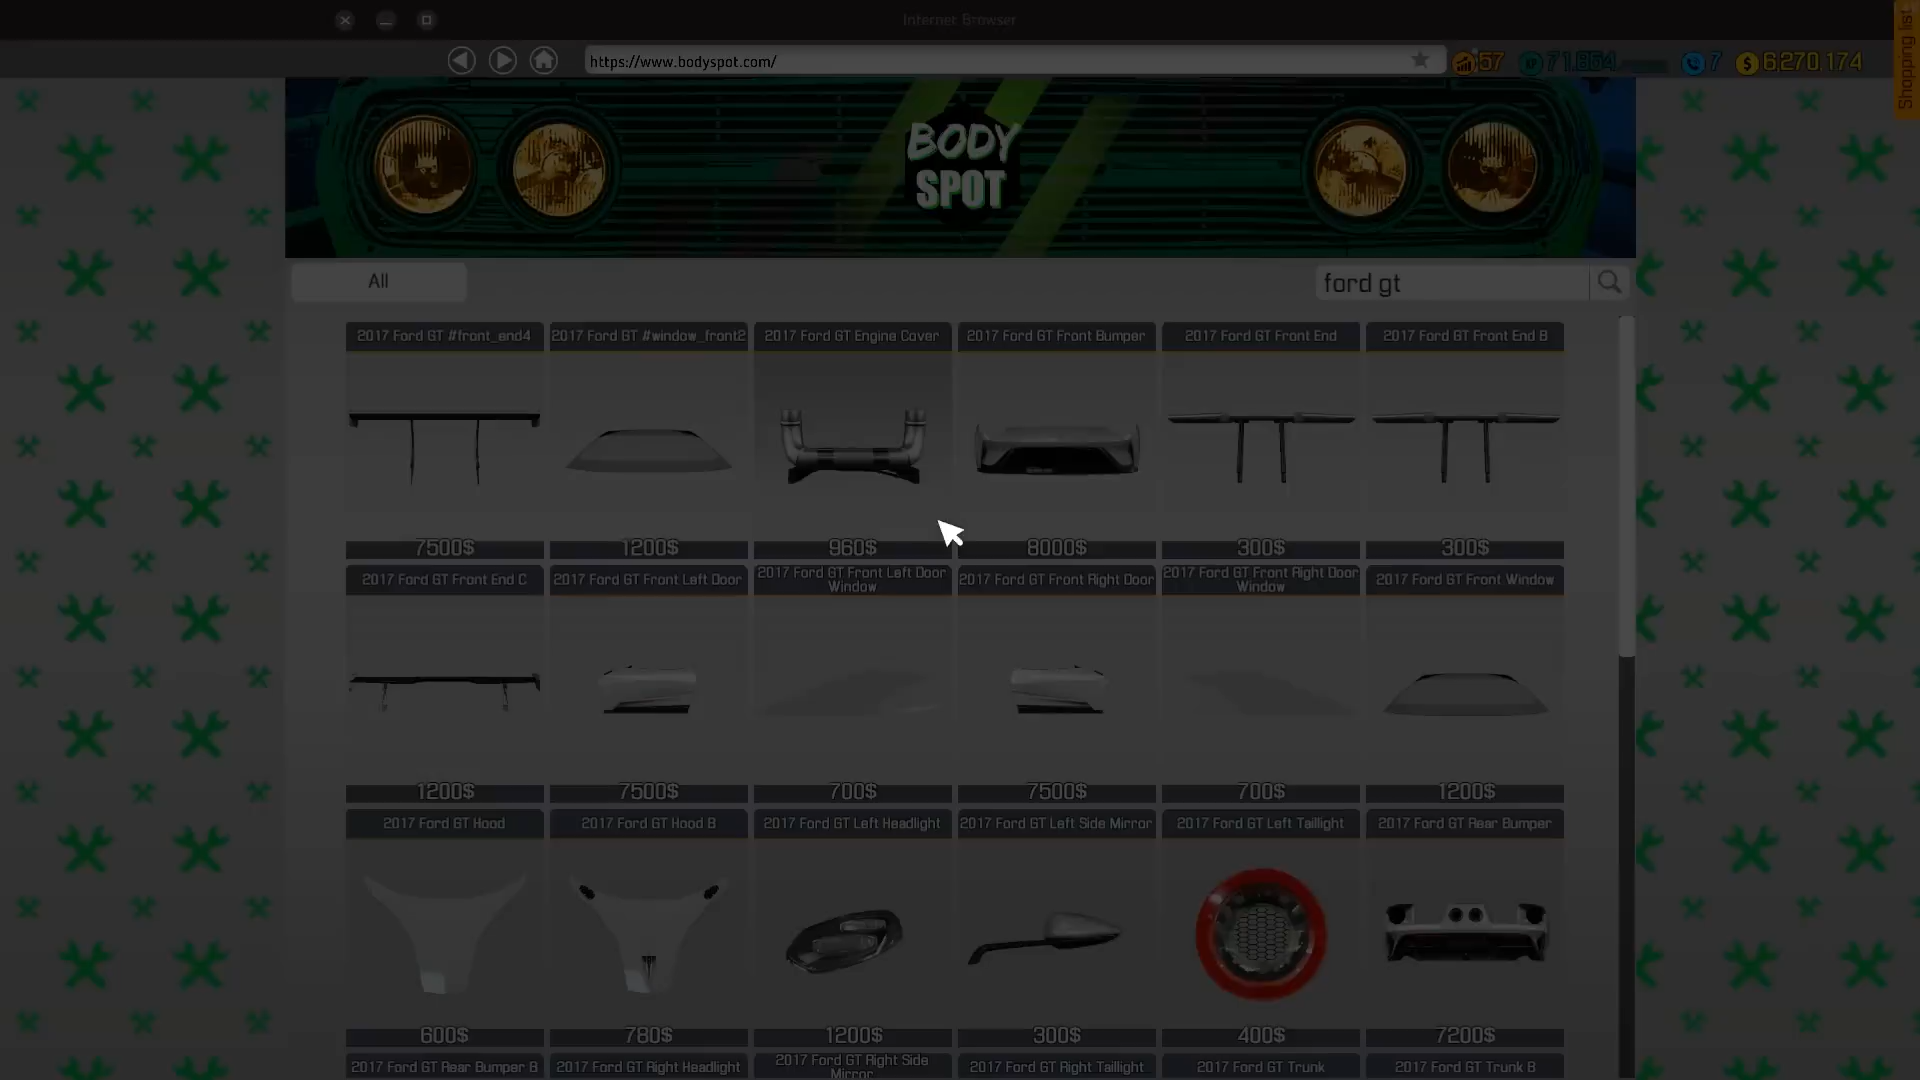 Internet Browser
https://www.bodyspot.com/
57
71,654
7
6,270,174
Shopping list
BODY
SPOT
All
ford gt
2017 Ford GT #front_end4
2017 Ford GT #window_front2
2017 Ford GT Engine Cover
2017 Ford GT Front Bumper
2017 Ford GT Front End
2017 Ford GT Front End B
7500$
1200$
960$
8000$
300$
300$
2017 Ford GT Front End C
2017 Ford GT Front Left Door
2017 Ford GT Front Left Door
Window
2017 Ford GT Front Right Door
2017 Ford GT Front Right Door
Window
2017 Ford GT Front Window
1200$
7500$
700$
7500$
700$
1200$
2017 Ford GT Hood
2017 Ford GT Hood B
2017 Ford GT Left Headlight
2017 Ford GT Left Side Mirror
2017 Ford GT Left Taillight
2017 Ford GT Rear Bumper
600$
780$
1200$
300$
400$
7200$
2017 Ford GT Rear Bumper B
2017 Ford GT Right Headlight
2017 Ford GT Right Side
Mirror
2017 Ford GT Right Taillight
2017 Ford GT Trunk
2017 Ford GT Trunk B